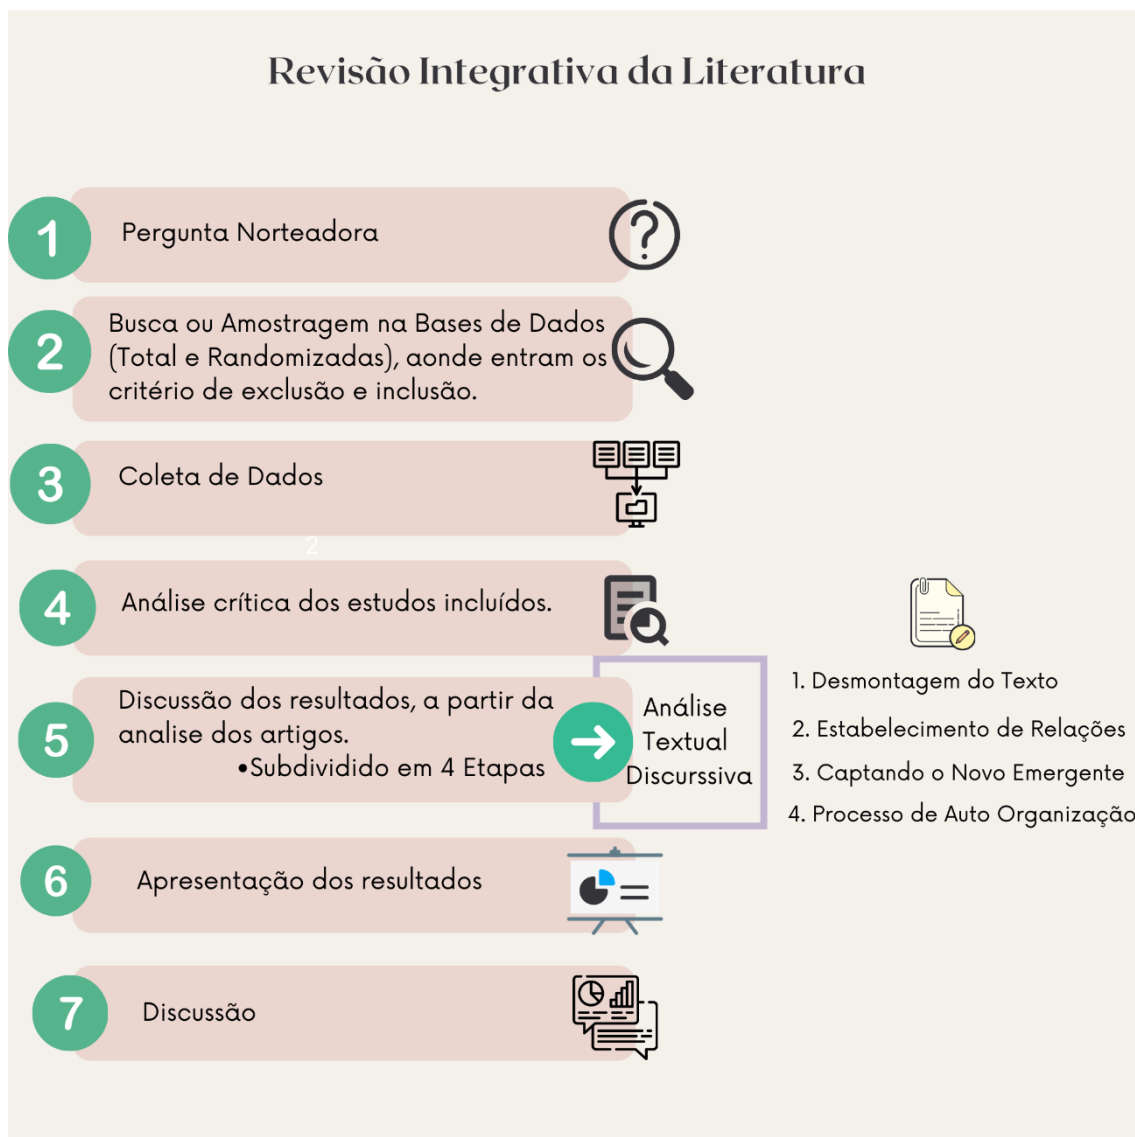 Revisão Integrativa da Literatura
1
Pergunta Norteadora
2
Busca ou Amostragem na Bases de Dados
(Total e Randomizadas), aonde entram os
critério de exclusão e inclusão.
3
Coleta de Dados
2
4
Análise crítica dos estudos incluídos.
5
Discussão dos resultados, a partir da
analise dos artigos.
•Subdividido em 4 Etapas
Análise
Textual
Discurssiva
1. Desmontagem do Texto
2. Estabelecimento de Relações
3. Captando o Novo Emergente
4. Processo de Auto Organização
6
Apresentação dos resultados
7
Discussão